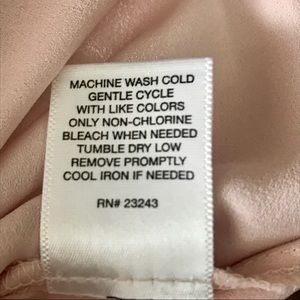 MACHINE WASH COLD
GENTLE CYCLE
WITH LIKE COLORS
ONLY NON-CHLORINE
BLEACH WHEN NEEDED
TUMBLE DRY LOW
REMOVE PROMPTLY
COOL IRON IF NEEDED
RN# 23243